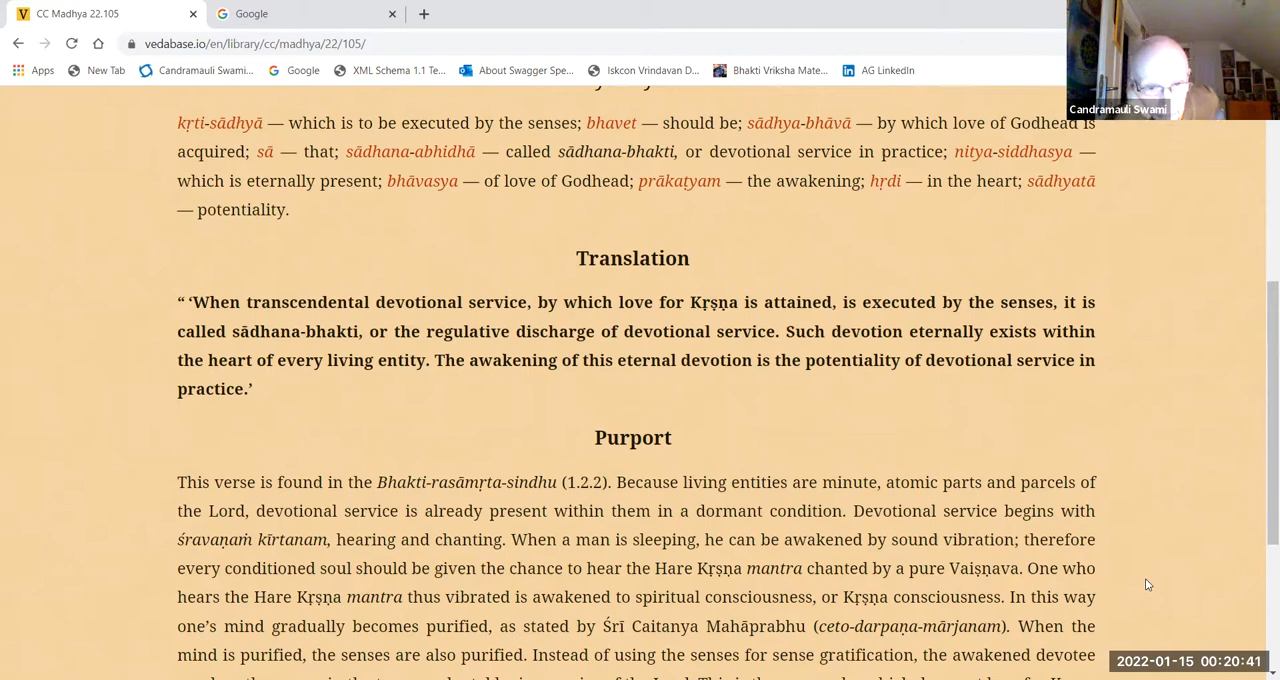 CC Madhya 22.105
Google
vedabase.io/en/library/cc/madhya/22/105/
Apps
New Tab
Candramauli Swami...
Google
XML Schema 1.1 Te...
About Swagger Spe...
Iskcon Vrindavan D...
Bhakti Vriksha Mate...
AG LinkedIn
Candramauli Swami
kṛti-sādhyā — which is to be executed by the senses; bhavet — should be; sādhya-bhāvā — by which love of Godhead is
acquired; sā — that; sādhana-abhidhā — called sādhana-bhakti, or devotional service in practice; nitya-siddhasya —
which is eternally present; bhāvasya — of love of Godhead; prākaṭyam — the awakening; hṛdi — in the heart; sādhyatā
— potentiality.
Translation
“ ‘When transcendental devotional service, by which love for Kṛṣṇa is attained, is executed by the senses, it is
called sādhana-bhakti, or the regulative discharge of devotional service. Such devotion eternally exists within
the heart of every living entity. The awakening of this eternal devotion is the potentiality of devotional service in
practice.’
Purport
This verse is found in the Bhakti-rasāmṛta-sindhu (1.2.2). Because living entities are minute, atomic parts and parcels of
the Lord, devotional service is already present within them in a dormant condition. Devotional service begins with
śravaṇaṁ kīrtanam, hearing and chanting. When a man is sleeping, he can be awakened by sound vibration; therefore
every conditioned soul should be given the chance to hear the Hare Kṛṣṇa mantra chanted by a pure Vaiṣṇava. One who
hears the Hare Kṛṣṇa mantra thus vibrated is awakened to spiritual consciousness, or Kṛṣṇa consciousness. In this way
one’s mind gradually becomes purified, as stated by Śrī Caitanya Mahāprabhu (ceto-darpaṇa-mārjanam). When the
mind is purified, the senses are also purified. Instead of using the senses for sense gratification, the awakened devotee
2022-01-15 00:20:41